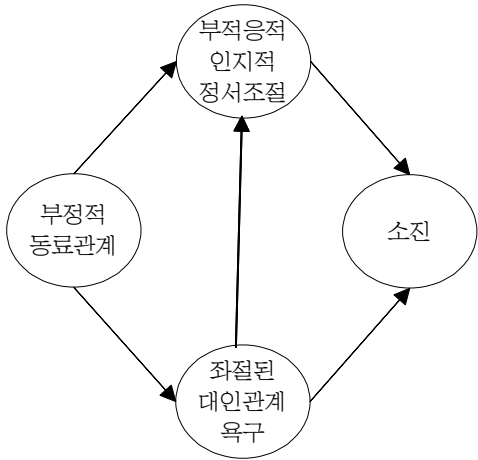 부적응적
인지적
정서조절
부정적
동료관계
소진
좌절된
대인관계
욕구